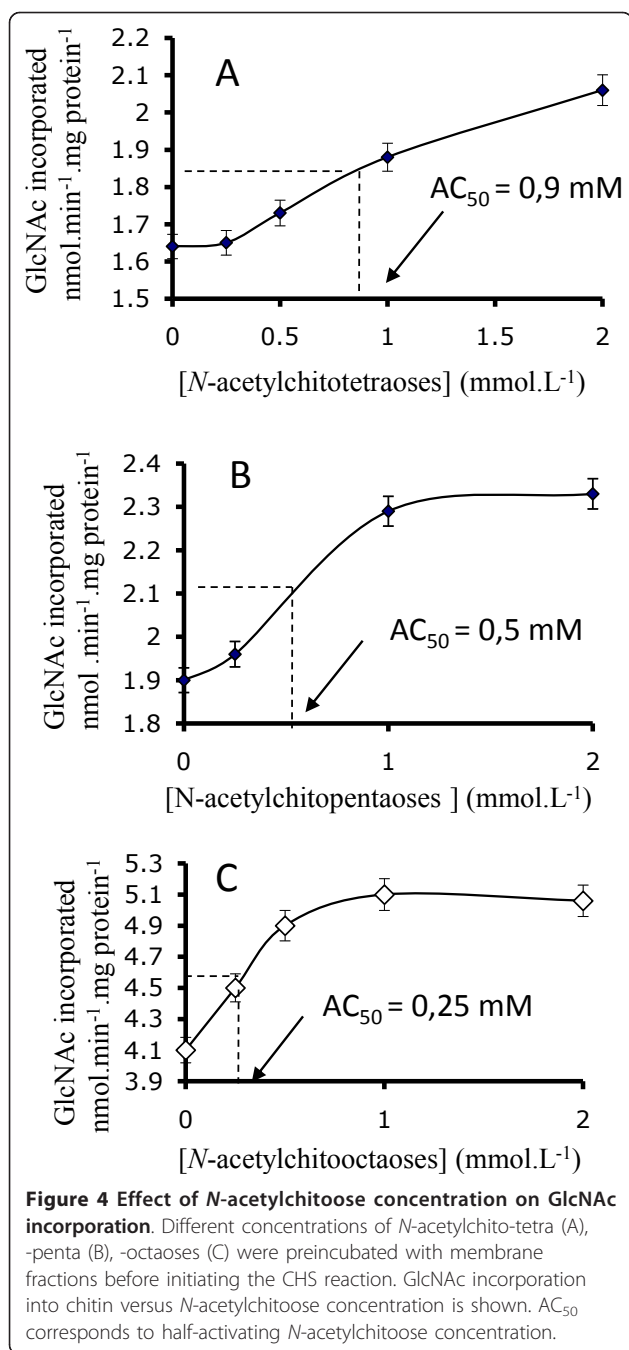 A
GlcNAc incorporated
nmol.min⁻¹.mg protein⁻¹
2.2
2.1
2
1.9
1.8
1.7
1.6
1.5
AC₅₀ = 0,9 mM
0 0.5 1 1.5 2
[N-acetylchitotetraoses] (mmol.L⁻¹)
B
GlcNAc incorporated
nmol .min⁻¹.mg protein⁻¹
2.4
2.3
2.2
2.1
2
1.9
1.8
AC₅₀ = 0,5 mM
0 1 2
[N-acetylchitopentaoses ] (mmol.L⁻¹)
C
GlcNAc incorporated
nmol.min⁻¹.mg protein⁻¹
5.3
5.1
4.9
4.7
4.5
4.3
4.1
3.9
AC₅₀ = 0,25 mM
0 1 2
[N-acetylchitooctaoses] (mmol.L⁻¹)
Figure 4 Effect of N-acetylchitoose concentration on GlcNAc
incorporation. Different concentrations of N-acetylchito-tetra (A),
-penta (B), -octaoses (C) were preincubated with membrane
fractions before initiating the CHS reaction. GlcNAc incorporation
into chitin versus N-acetylchitoose concentration is shown. AC₅₀
corresponds to half-activating N-acetylchitoose concentration.